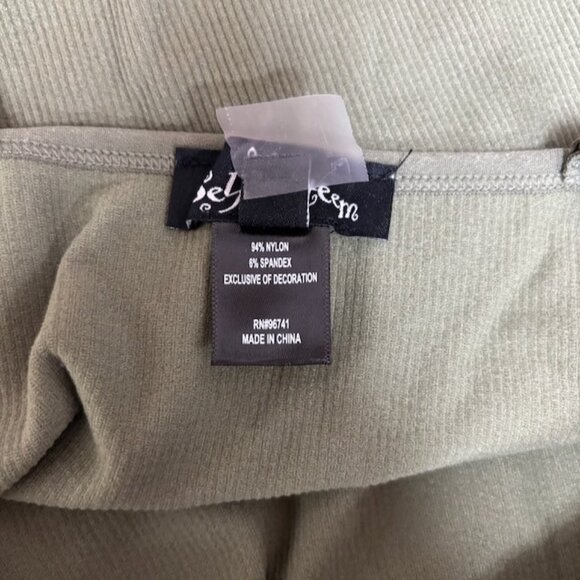 94% NYLON
6% SPANDEX
EXCLUSIVE OF DECORATION
RN#96741
MADE IN CHINA